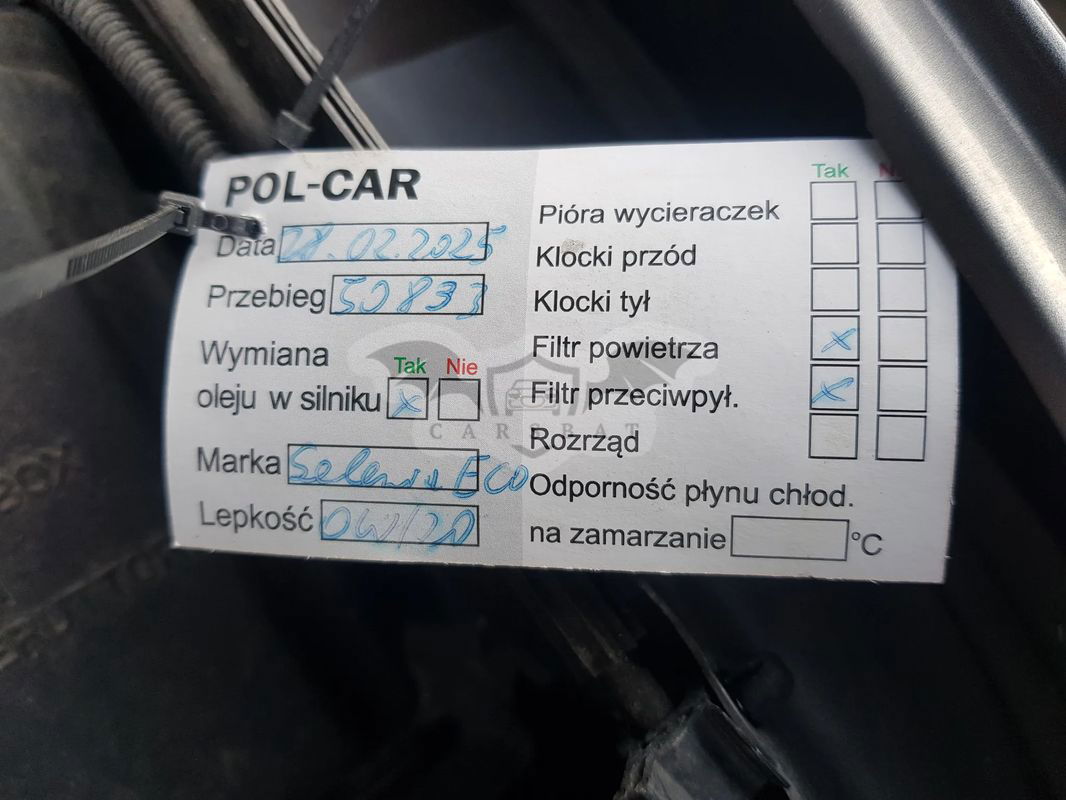 POL-CAR
Data 28.02.2025
Przebieg 50833
Wymiana
Tak Nie
oleju w silniku x
Marka Selenia ECO
Lepkość 0W/20
Tak
Pióra wycieraczek
Klocki przód
Klocki tył
Filtr powietrza x
Filtr przeciwpył. x
Rozrząd
Odporność płynu chłod.
na zamarzanie °C
CARSBAT
BOX